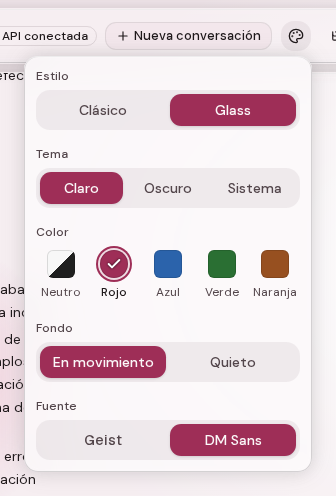 API conectada
+ Nueva conversación
Estilo
Clásico Glass
Tema
Claro Oscuro Sistema
Color
Neutro Rojo Azul Verde Naranja
Fondo
En movimiento Quieto
Fuente
Geist DM Sans